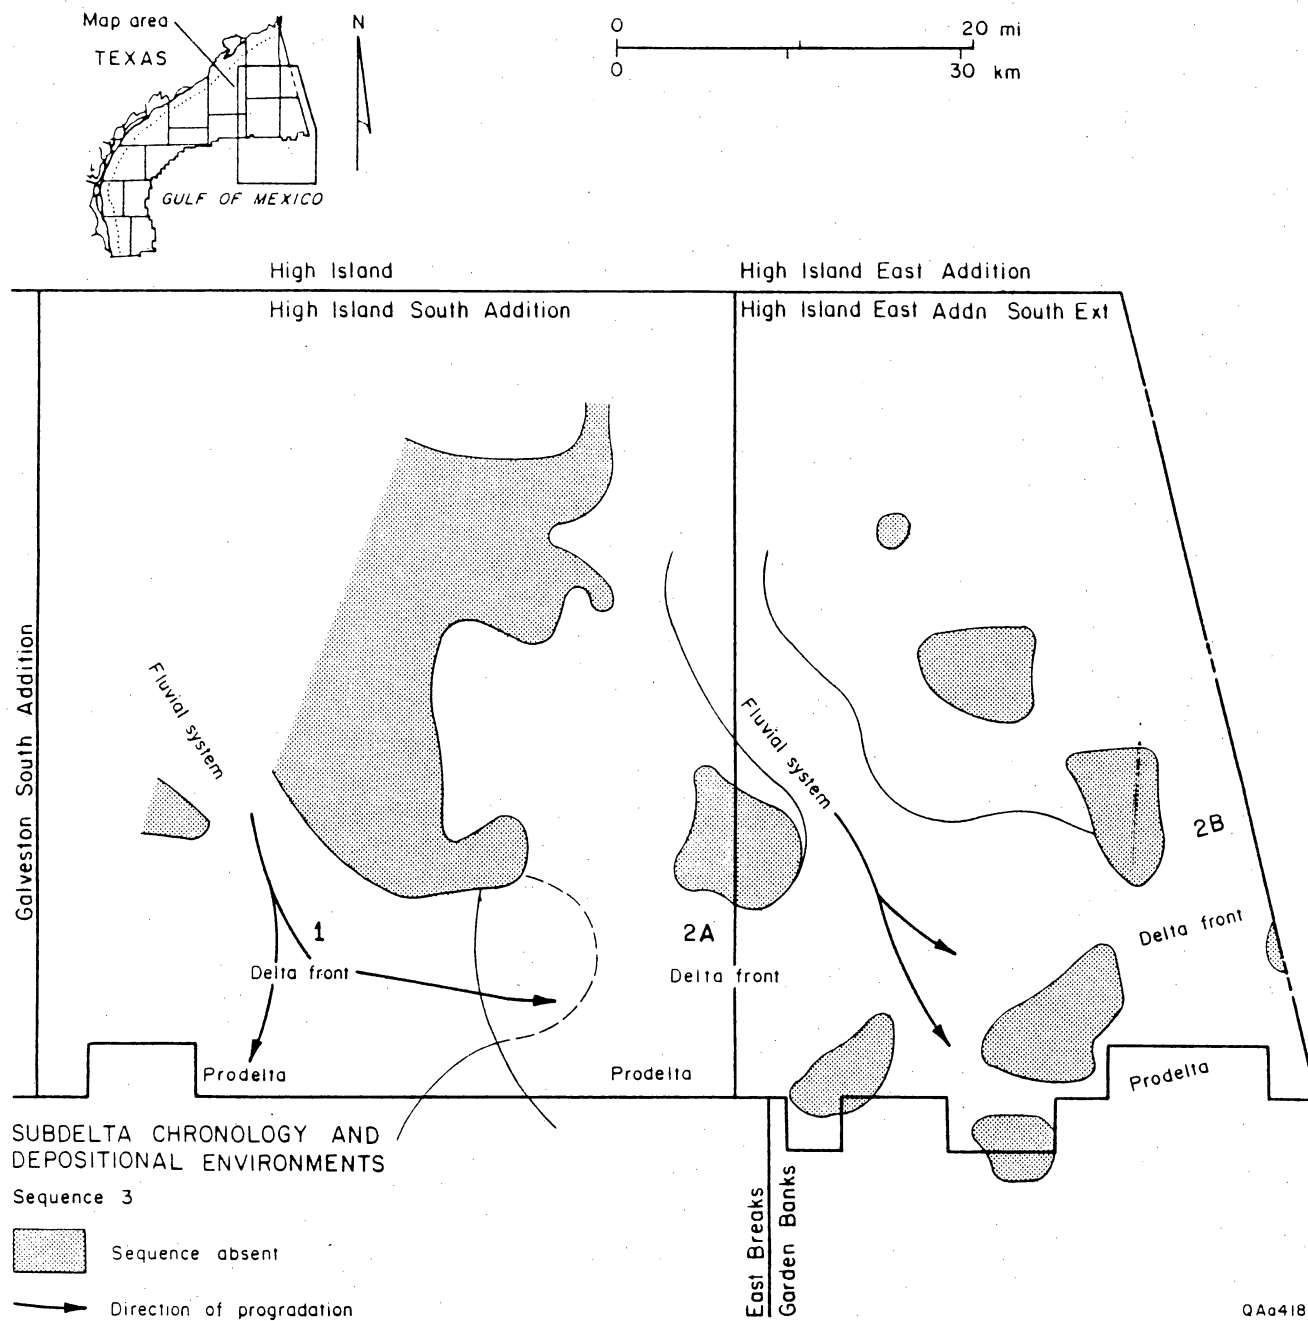 Map area
TEXAS
N
GULF OF MEXICO
0 20 mi
0 30 km
High Island
High Island East Addition
High Island South Addition
High Island East Addn South Ext
Galveston South Addition
Fluvial system
Fluvial system
1
Delta front
2A
Delta front
2B
Delta front
Prodelta
Prodelta
Prodelta
East Breaks
Garden Banks
SUBDELTA CHRONOLOGY AND
DEPOSITIONAL ENVIRONMENTS
Sequence 3
Sequence absent
Direction of progradation
QAa418